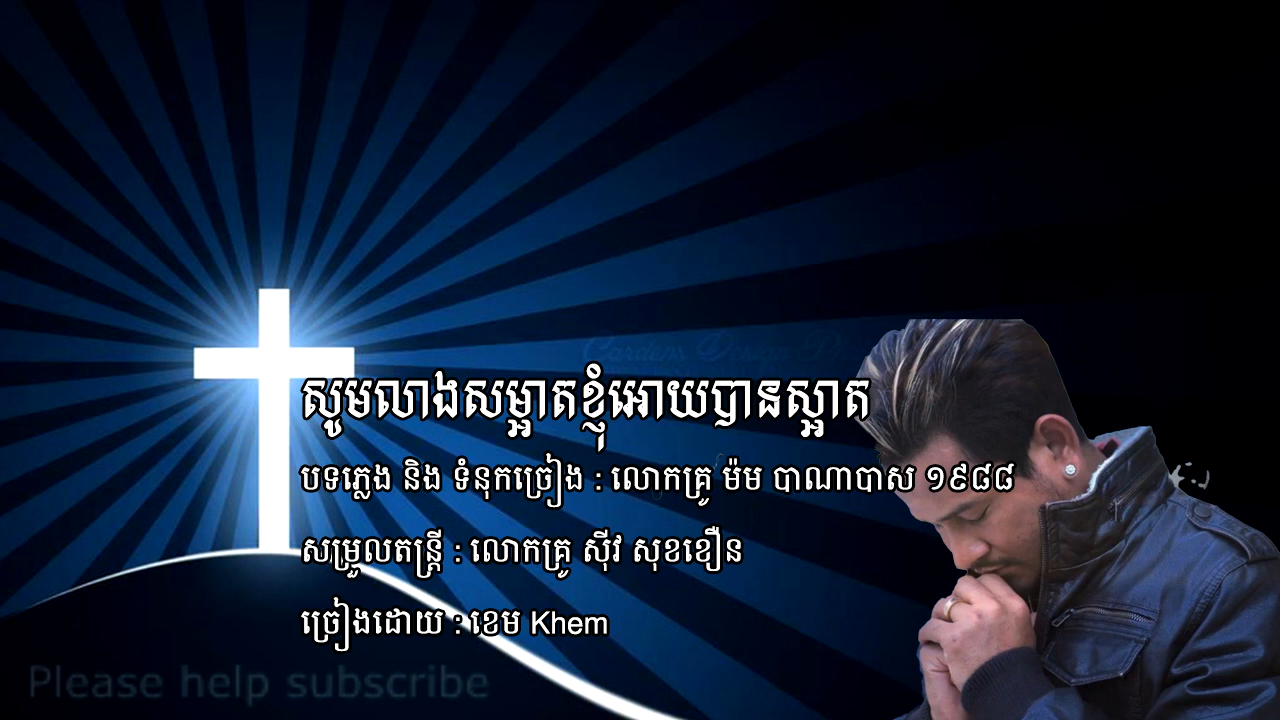 សូមលាងសម្អាតខ្ញុំអោយបានស្អាត
បទភ្លេង និង ទំនុកច្រៀង : លោកគ្រូ ម៉ម បាណាបាស ១៩៨៨
សម្រួលតន្ត្រី : លោកគ្រូ ស៊ីវ សុខខឿន
ច្រៀងដោយ : ខេម Khem
Please help subscribe